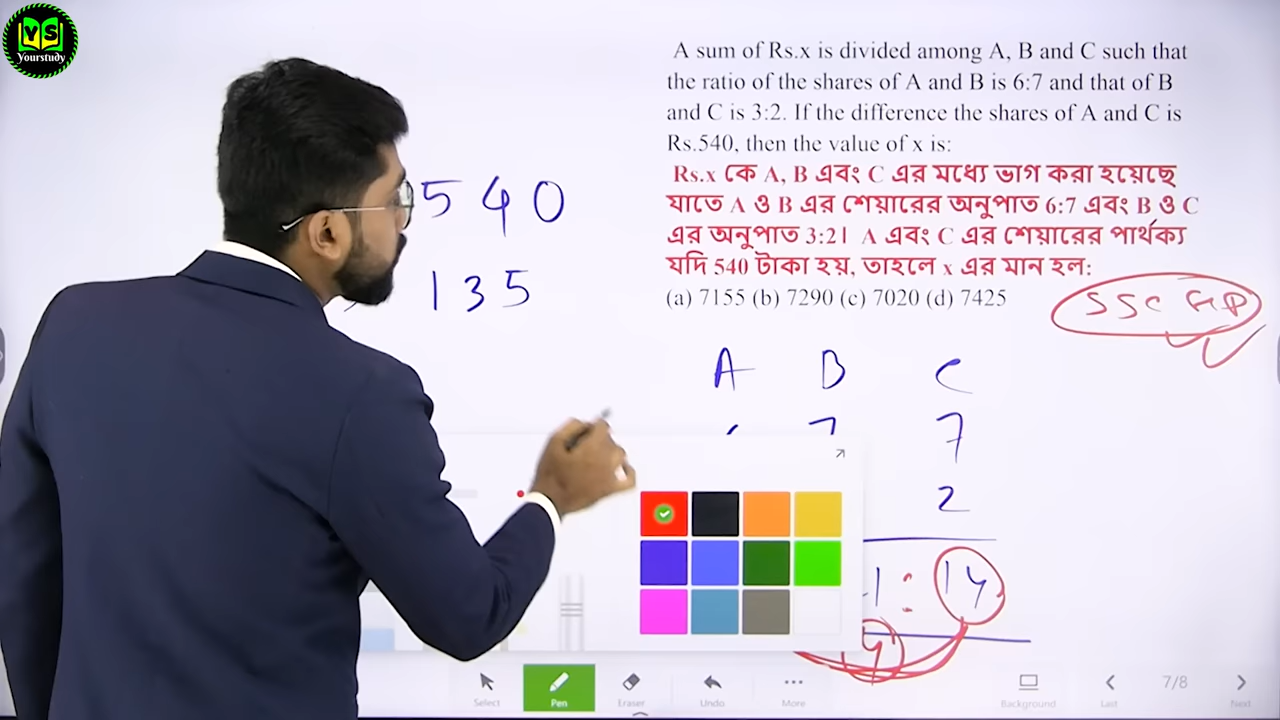 YS
Yourstudy
A sum of Rs.x is divided among A, B and C such that
the ratio of the shares of A and B is 6:7 and that of B
and C is 3:2. If the difference the shares of A and C is
Rs.540, then the value of x is:
Rs.x কে A, B এবং C এর মধ্যে ভাগ করা হয়েছে
যাতে A ও B এর শেয়ারের অনুপাত 6:7 এবং B ও C
এর অনুপাত 3:2। A এবং C এর শেয়ারের পার্থক্য
যদি 540 টাকা হয়, তাহলে x এর মান হল:
(a) 7155 (b) 7290 (c) 7020 (d) 7425
540
135
A B C
7
2
: 14
Select
Pen
Eraser
Undo
More
Background
Last
7/8
Next